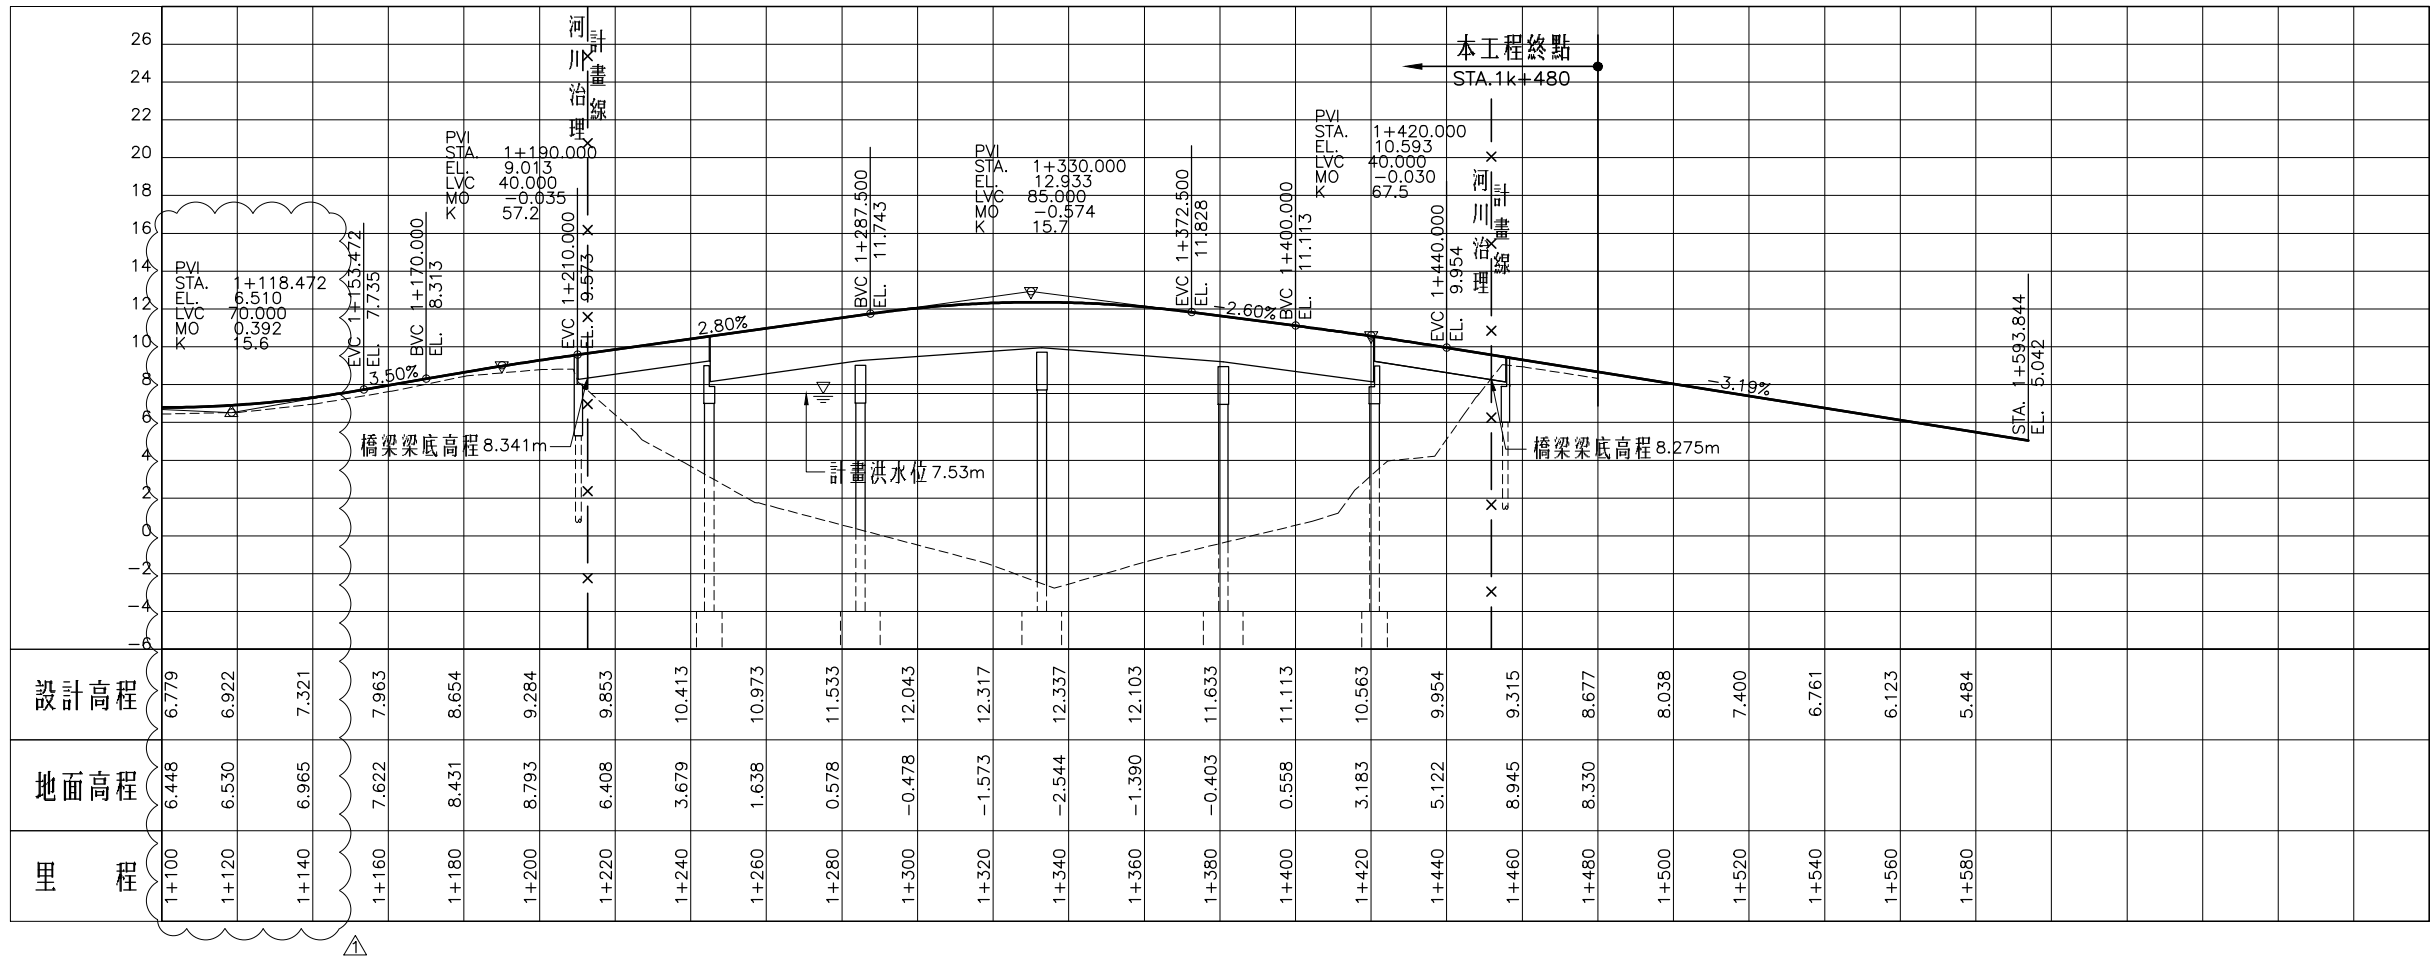 26
24
22
20
18
16
14
12
10
8
6
4
2
0
-2
-4
-6
河川治理
計畫線
本工程終點
STA.1k+480
PVI
STA. 1+118.472
EL. 6.510
LVC 70.000
MO 0.392
K 15.6
EVC 1+153.472
EL. 7.735
3.50%
BVC 1+170.000
EL. 8.313
PVI
STA. 1+190.000
EL. 9.013
LVC 40.000
MO -0.035
K 57.2
EVC 1+210.000
EL. 9.573
2.80%
BVC 1+287.500
EL. 11.743
PVI
STA. 1+330.000
EL. 12.933
LVC 85.000
MO -0.574
K 15.7
EVC 1+372.500
EL. 11.828
-2.60%
BVC 1+400.000
EL. 11.113
PVI
STA. 1+420.000
EL. 10.593
LVC 40.000
MO -0.030
K 67.5
EVC 1+440.000
EL. 9.954
河川治理
計畫線
-3.19%
STA. 1+593.844
EL. 5.042
橋梁梁底高程8.341m
計畫洪水位7.53m
橋梁梁底高程8.275m
設計高程 6.779 6.922 7.321 7.963 8.654 9.284 9.853 10.413 10.973 11.533 12.043 12.317 12.337 12.103 11.633 11.113 10.563 9.954 9.315 8.677 8.038 7.400 6.761 6.123 5.484
地面高程 6.448 6.530 6.965 7.622 8.431 8.793 6.408 3.679 1.638 0.578 -0.478 -1.573 -2.544 -1.390 -0.403 0.558 3.183 5.122 8.945 8.330
里程 1+100 1+120 1+140 1+160 1+180 1+200 1+220 1+240 1+260 1+280 1+300 1+320 1+340 1+360 1+380 1+400 1+420 1+440 1+460 1+480 1+500 1+520 1+540 1+560 1+580
1